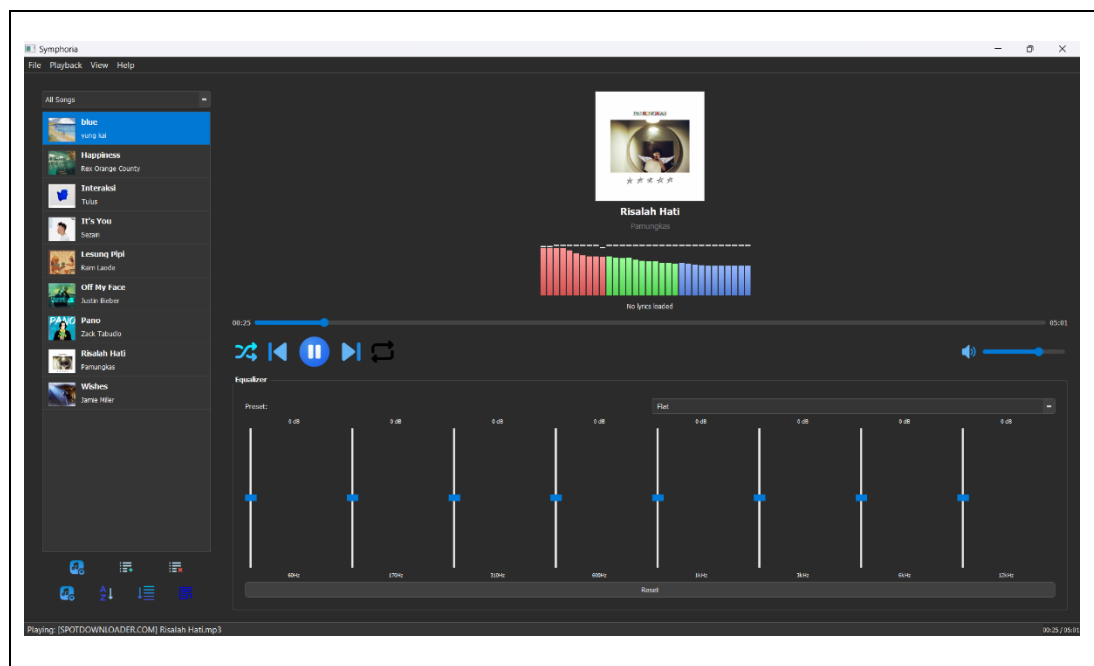 Symphoria
File Playback View Help
All Songs
blue
yung kai
Happiness
Rex Orange County
Interaksi
Tulus
It's You
Sezairi
Lesung Pipi
Raim Laode
Off My Face
Justin Bieber
PANO
Pano
Zack Tabudlo
Risalah Hati
Pamungkas
Wishes
Jamie Miller
PAMUNGKAS
Risalah Hati
Pamungkas
No lyrics loaded
00:25 05:01
Equalizer
Preset: Flat
0 dB 0 dB 0 dB 0 dB 0 dB 0 dB 0 dB 0 dB
60Hz 170Hz 310Hz 600Hz 1kHz 3kHz 6kHz 12kHz
Reset
Playing: [SPOTDOWNLOADER.COM] Risalah Hati.mp3 00:25 / 05:01